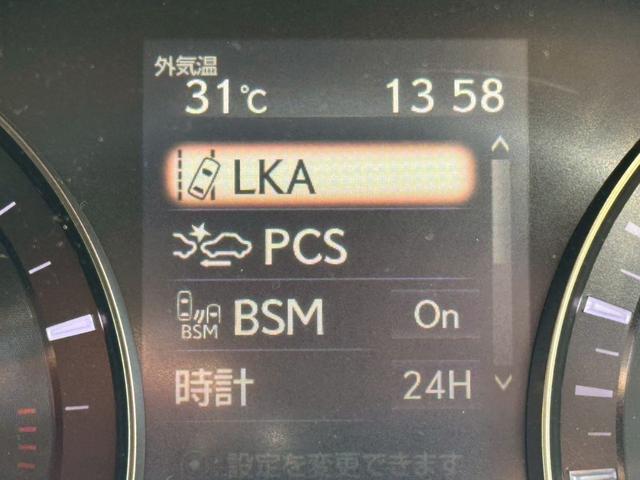 外気温
31℃ 13 58
LKA
PCS
BSM BSM On
時計 24H
:設定を変更できます